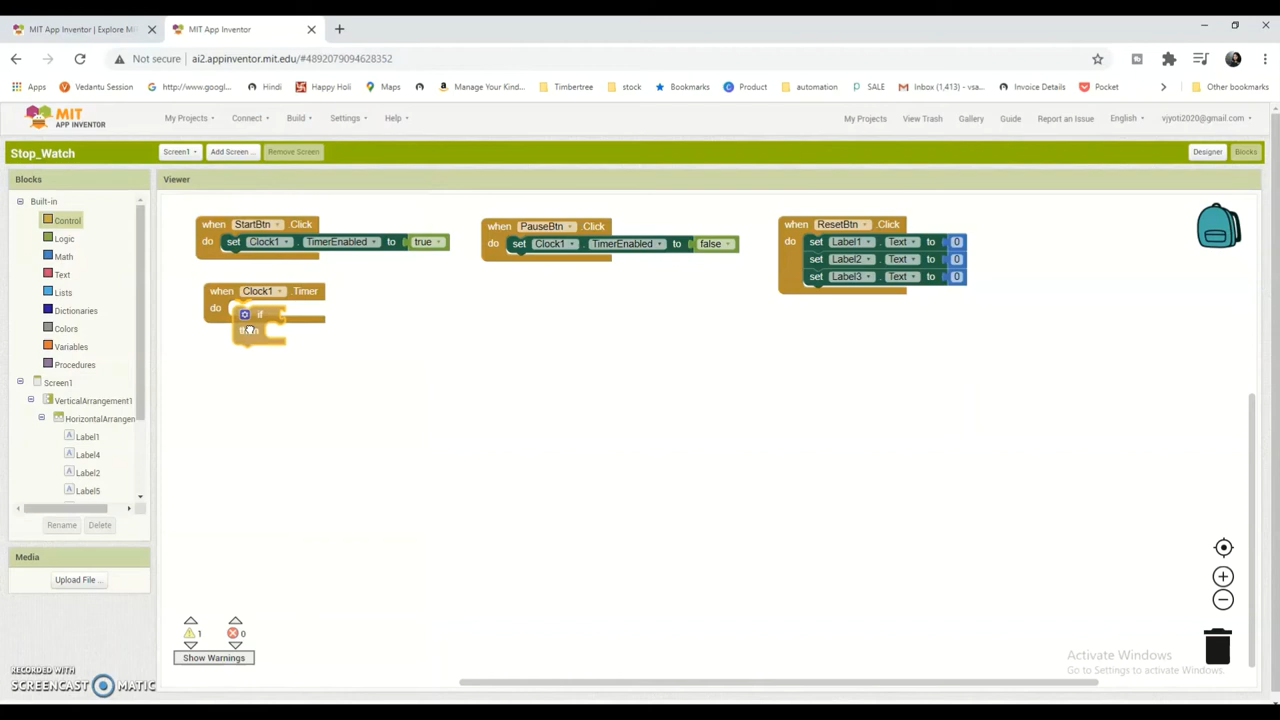 MIT App Inventor | Explore MI
MIT App Inventor
Not secure
ai2.appinventor.mit.edu/#4892079094628352
Apps
Vedantu Session
http://www.googl...
Hindi
Happy Holi
Maps
Manage Your Kind...
Timbertree
stock
Bookmarks
Product
automation
SALE
Inbox (1,413) - vsa...
Invoice Details
Pocket
Other bookmarks
MIT
APP INVENTOR
My Projects
Connect
Build
Settings
Help
My Projects
View Trash
Gallery
Guide
Report an Issue
English
vjyoti2020@gmail.com
Stop_Watch
Screen1
Add Screen ...
Remove Screen
Designer
Blocks
Blocks
Viewer
Built-in
Control
Logic
Math
Text
Lists
Dictionaries
Colors
Variables
Procedures
Screen1
VerticalArrangement1
HorizontalArrangen
Label1
Label4
Label2
Label5
Rename
Delete
Media
Upload File ...
when StartBtn .Click
do set Clock1 . TimerEnabled to true
when PauseBtn .Click
do set Clock1 . TimerEnabled to false
when ResetBtn .Click
do set Label1 . Text to 0
set Label2 . Text to 0
set Label3 . Text to 0
when Clock1 .Timer
do
if
1
0
Show Warnings
Activate Windows
Go to Settings to activate Windows.
RECORDED WITH
SCREENCAST MATIC